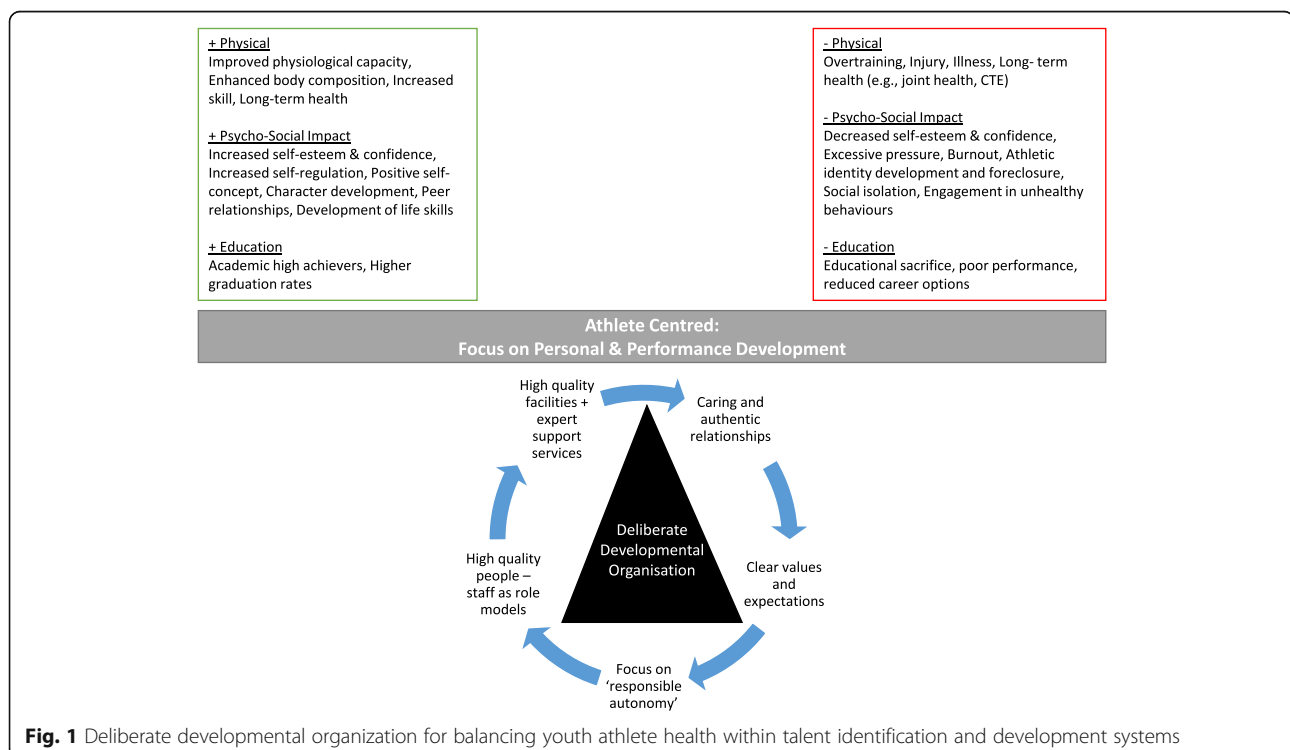 + Physical
Improved physiological capacity,
Enhanced body composition, Increased
skill, Long-term health
+ Psycho-Social Impact
Increased self-esteem & confidence,
Increased self-regulation, Positive self-
concept, Character development, Peer
relationships, Development of life skills
+ Education
Academic high achievers, Higher
graduation rates
- Physical
Overtraining, Injury, Illness, Long- term
health (e.g., joint health, CTE)
- Psycho-Social Impact
Decreased self-esteem & confidence,
Excessive pressure, Burnout, Athletic
identity development and foreclosure,
Social isolation, Engagement in unhealthy
behaviours
- Education
Educational sacrifice, poor performance,
reduced career options
Athlete Centred:
Focus on Personal & Performance Development
High quality
facilities +
expert
support
services
Caring and
authentic
relationships
Clear values
and
expectations
Focus on
‘responsible
autonomy’
High quality
people –
staff as role
models
Deliberate
Developmental
Organisation
Fig. 1 Deliberate developmental organization for balancing youth athlete health within talent identification and development systems